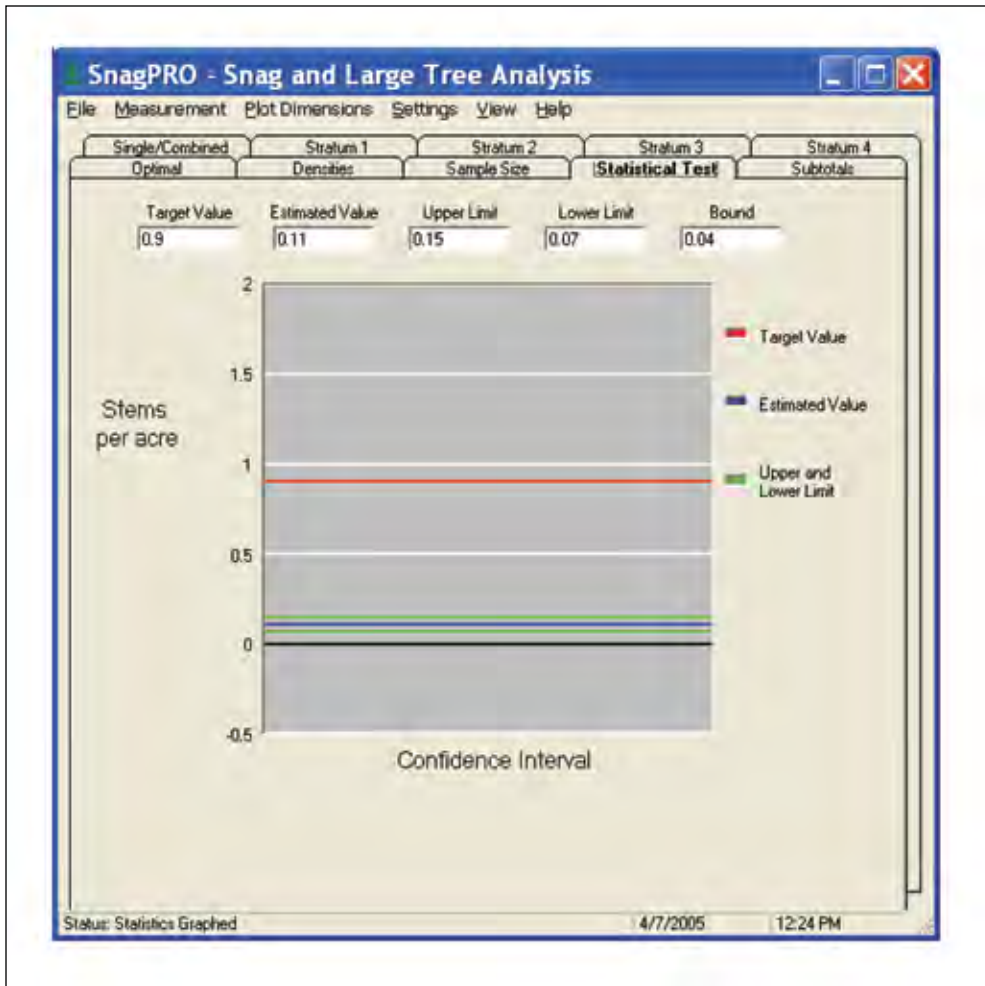 SnagPRO - Snag and Large Tree Analysis
File Measurement Plot Dimensions Settings View Help
Single/Combined Stratum 1 Stratum 2 Stratum 3 Stratum 4
Optimal Densities Sample Size Statistical Test Subtotals
Target Value Estimated Value Upper Limit Lower Limit Bound
0.9 0.11 0.15 0.07 0.04
2
1.5
1
0.5
0
-0.5
Stems
per acre
Target Value
Estimated Value
Upper and
Lower Limit
Confidence Interval
Status: Statistics Graphed 4/7/2005 12:24 PM